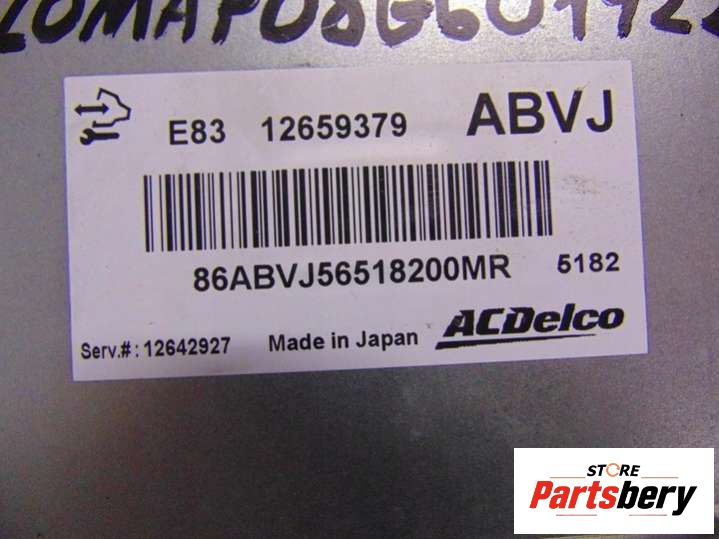 E83 12659379 ABVJ
86ABVJ56518200MR 5182
Serv.#: 12642927 Made in Japan ACDelco
STORE
Partsbery